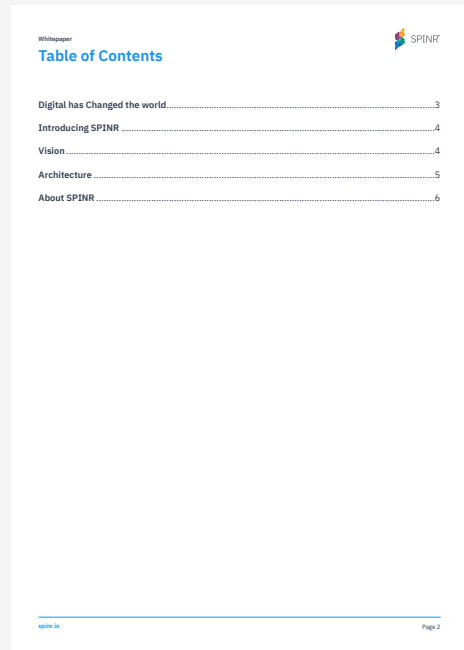 Whitepaper
SPINR
Table of Contents
Digital has Changed the world..........................................................................................................3
Introducing SPINR ..........................................................................................................................4
Vision ................................................................................................................................................4
Architecture .....................................................................................................................................5
About SPINR ....................................................................................................................................6
spinr.io
Page 2